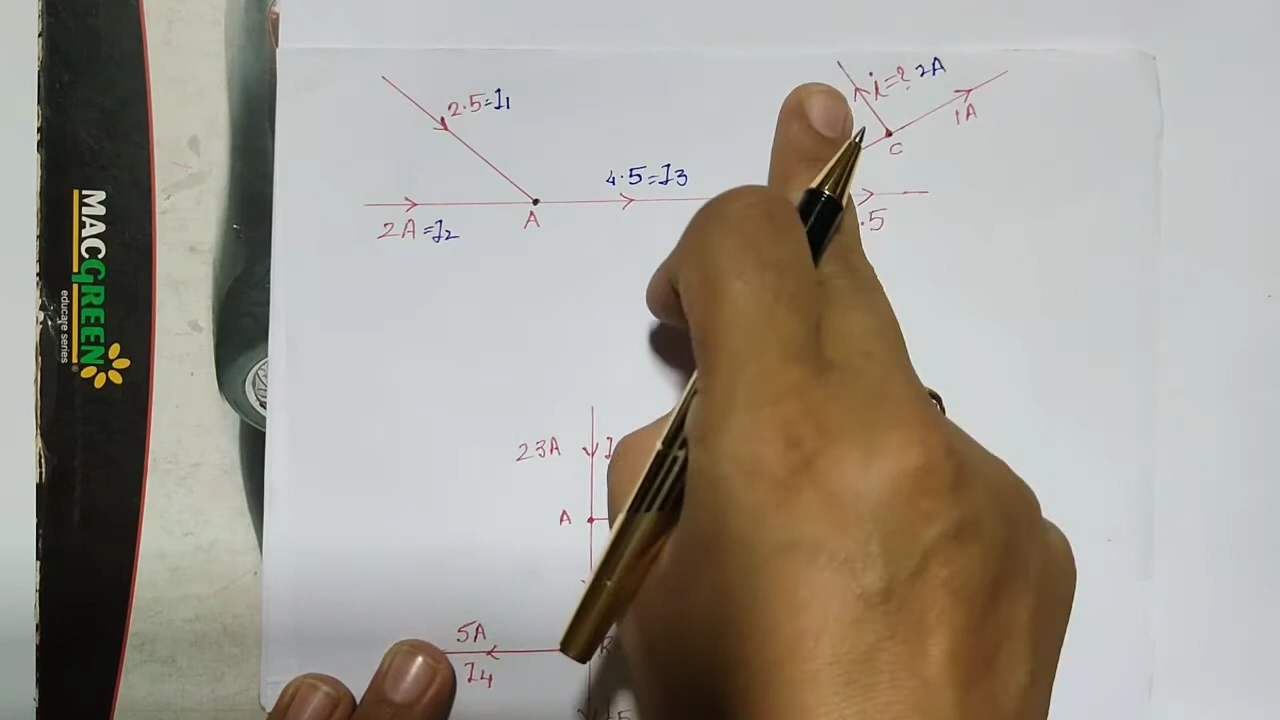 MACGREEN
educare series
2.5=I1
i=? 2A
1A
C
4.5=I3
2A=I2
A
.5
23A
A
5A
I4